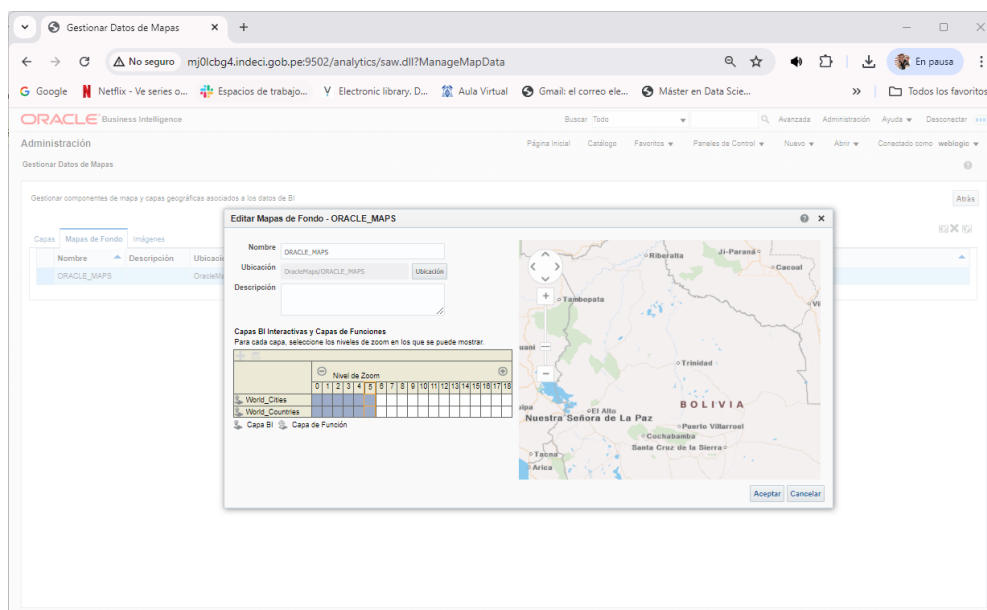 Gestionar Datos de Mapas
No seguro mj0lcbg4.indeci.gob.pe:9502/analytics/saw.dll?ManageMapData En pausa
Google Netflix - Ve series o... Espacios de trabajo... Electronic library. D... Aula Virtual Gmail: el correo ele... Máster en Data Scie... » Todos los favoritos
ORACLE Business Intelligence Buscar Todo Avanzada Administración Ayuda Desconectar
Administración Página Inicial Catálogo Favoritos Paneles de Control Nuevo Abrir Conectado como weblogic
Gestionar Datos de Mapas
Gestionar componentes de mapa y capas geográficas asociados a los datos de BI Atrás
Capas Mapas de Fondo Imágenes
Nombre Descripción
ORACLE_MAPS
Editar Mapas de Fondo - ORACLE_MAPS
Nombre ORACLE_MAPS
Ubicación OracleMaps/ORACLE_MAPS Ubicación
Descripción
Capas BI Interactivas y Capas de Funciones
Para cada capa, seleccione los niveles de zoom en los que se puede mostrar.
Nivel de Zoom
0 1 2 3 4 5 6 7 8 9 10 11 12 13 14 15 16 17 18
World_Cities
World_Countries
Capa BI Capa de Función
Riberalta Ji-Paraná
Cacoal
Tambopata
Trinidad
BOLIVIA
El Alto
Nuestra Señora de La Paz
Puerto Villarroel
Cochabamba
Santa Cruz de la Sierra
Tacna
Arica
Aceptar Cancelar